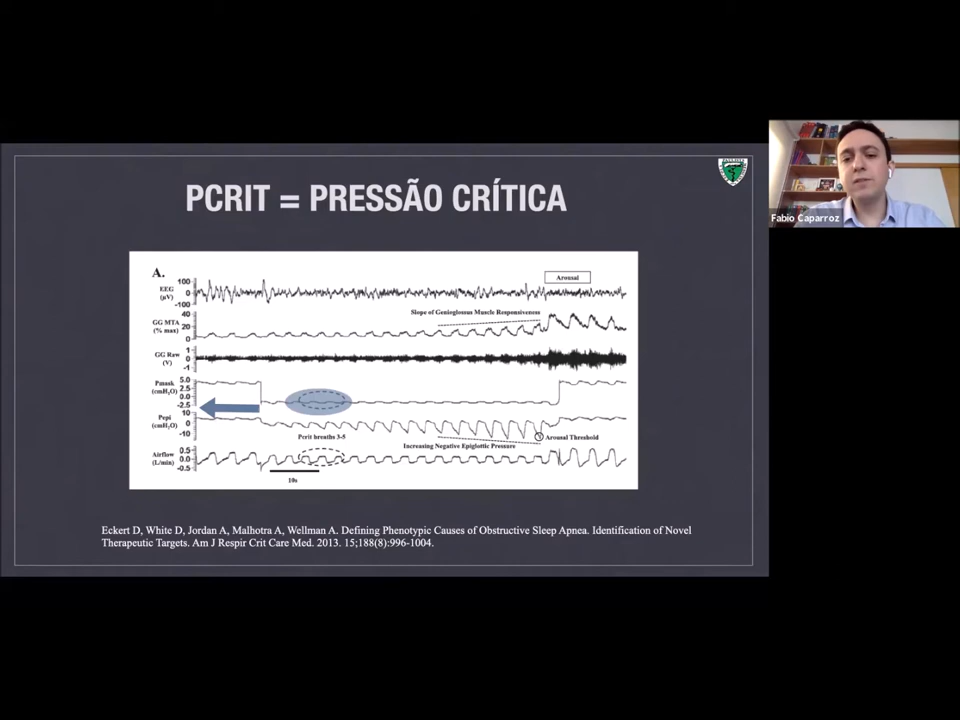 PCRIT = PRESSÃO CRÍTICA
Fabio Caparroz
A.
EEG
(µV)
100
0
-100
Arousal
GG MTA
(% max)
40
20
0
Slope of Genioglossus Muscle Responsiveness
GG Raw
(V)
1
0
-1
Pmask
(cmH2O)
5.0
2.5
0.0
-2.5
Pepi
(cmH2O)
10
0
-10
Pcrit breaths 3-5
Arousal Threshold
Increasing Negative Epiglottic Pressure
Airflow
(L/min)
0.5
0.0
-0.5
10s
Eckert D, White D, Jordan A, Malhotra A, Wellman A. Defining Phenotypic Causes of Obstructive Sleep Apnea. Identification of Novel
Therapeutic Targets. Am J Respir Crit Care Med. 2013. 15;188(8):996-1004.